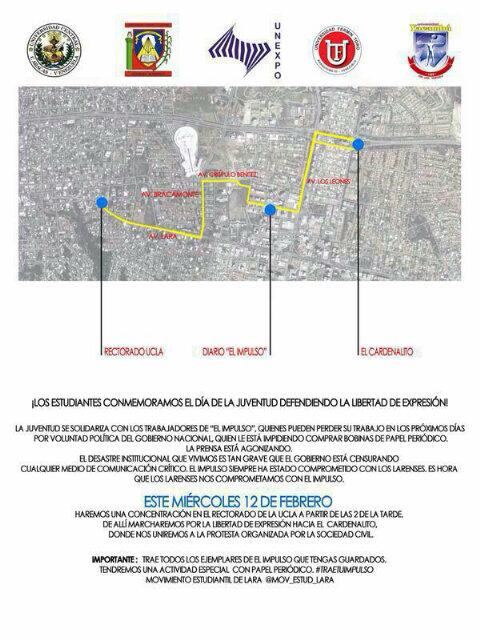 UNEXPO
AV. CRISPULO BENITEZ
AV. BRACAMONTE
AV. LOS LEONES
AV. LARA
RECTORADO UCLA
DIARIO "EL IMPULSO"
EL CARDENALITO
¡LOS ESTUDIANTES CONMEMORAMOS EL DÍA DE LA JUVENTUD DEFENDIENDO LA LIBERTAD DE EXPRESIÓN!
LA JUVENTUD SE SOLIDARIZA CON LOS TRABAJADORES DE "EL IMPULSO", QUIENES PUEDEN PERDER SU TRABAJO EN LOS PRÓXIMOS DÍAS
POR VOLUNTAD POLÍTICA DEL GOBIERNO NACIONAL, QUIEN LE ESTÁ IMPIDIENDO COMPRAR BOBINAS DE PAPEL PERIÓDICO.
LA PRENSA ESTÁ AGONIZANDO.
EL DESASTRE INSTITUCIONAL QUE VIVIMOS ES TAN GRAVE QUE EL GOBIERNO ESTÁ CENSURANDO
CUALQUIER MEDIO DE COMUNICACIÓN CRÍTICO. EL IMPULSO SIEMPRE HA ESTADO COMPROMETIDO CON LOS LARENSES. ES HORA
QUE LOS LARENSES NOS COMPROMETAMOS CON EL IMPULSO.
ESTE MIÉRCOLES 12 DE FEBRERO
HAREMOS UNA CONCENTRACIÓN EN EL RECTORADO DE LA UCLA A PARTIR DE LAS 2 DE LA TARDE.
DE ALLÍ MARCHAREMOS POR LA LIBERTAD DE EXPRESIÓN HACIA EL CARDENALITO,
DONDE NOS UNIREMOS A LA PROTESTA ORGANIZADA POR LA SOCIEDAD CIVIL.
IMPORTANTE : TRAE TODOS LOS EJEMPLARES DE EL IMPULSO QUE TENGAS GUARDADOS.
TENDREMOS UNA ACTIVIDAD ESPECIAL CON PAPEL PERIÓDICO. #TRAETUIMPULSO
MOVIMIENTO ESTUDIANTIL DE LARA @MOV_ESTUD_LARA